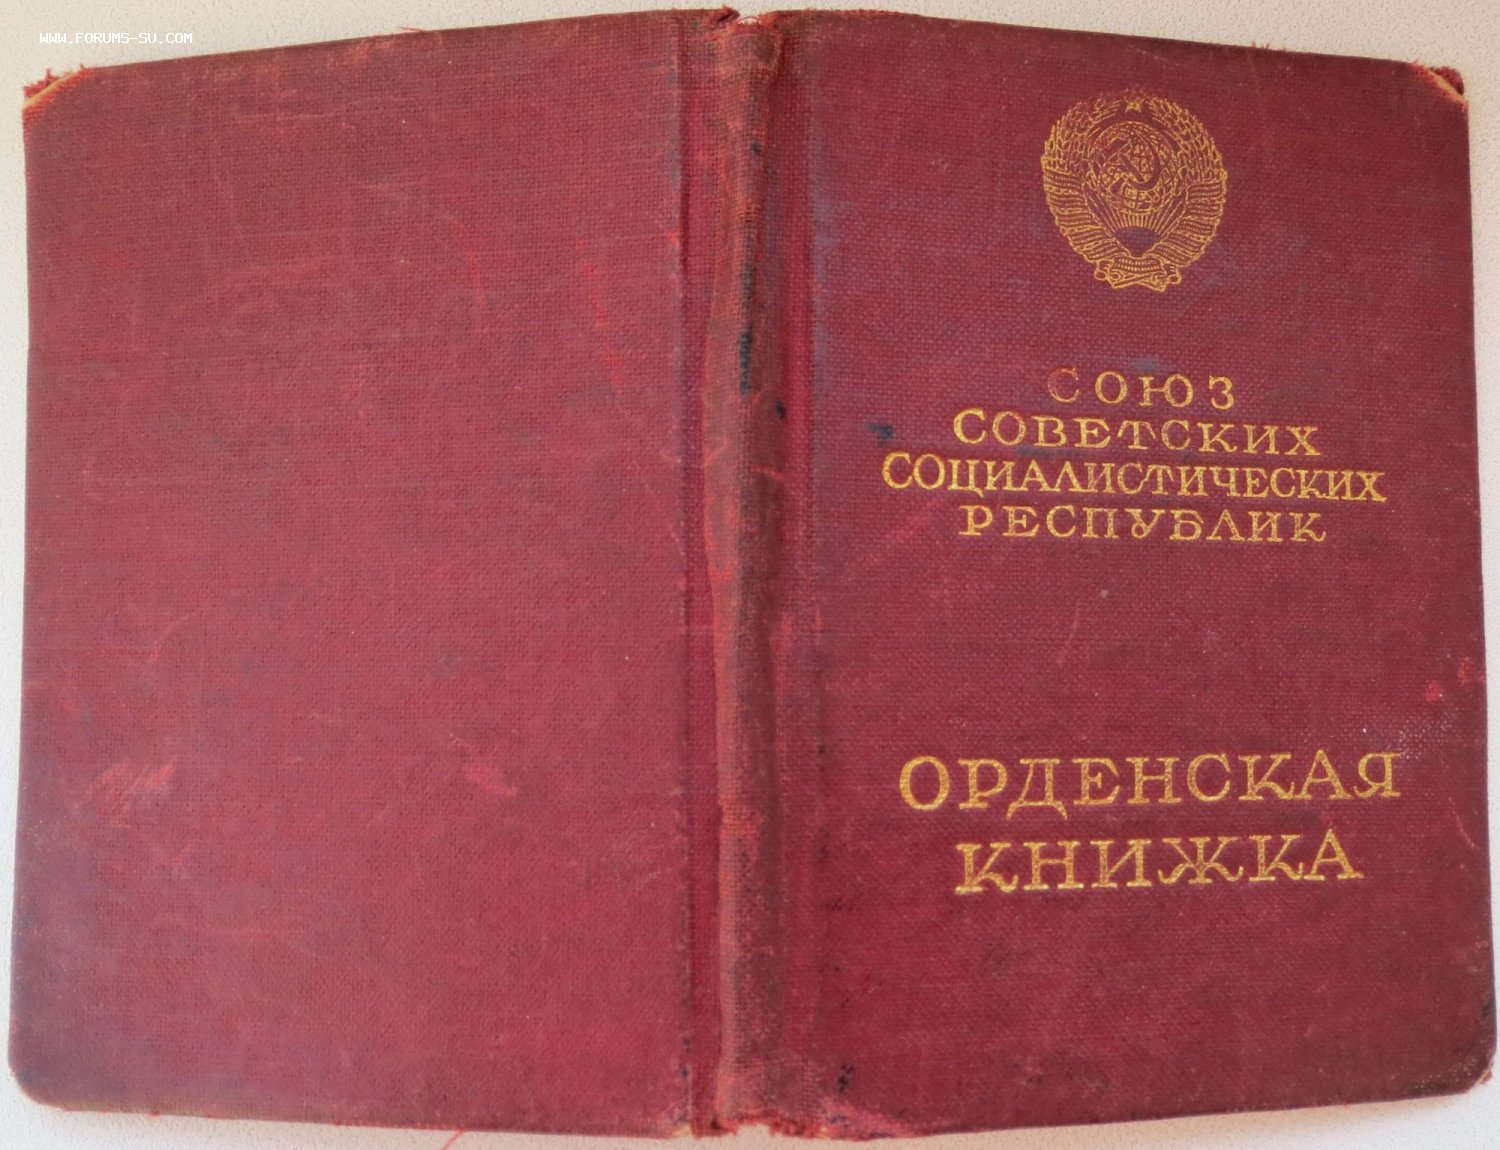 WWW.FORUMS-SU.COM
СОЮЗ
СОВЕТСКИХ
СОЦИАЛИСТИЧЕСКИХ
РЕСПУБЛИК
ОРДЕНСКАЯ
КНИЖКА